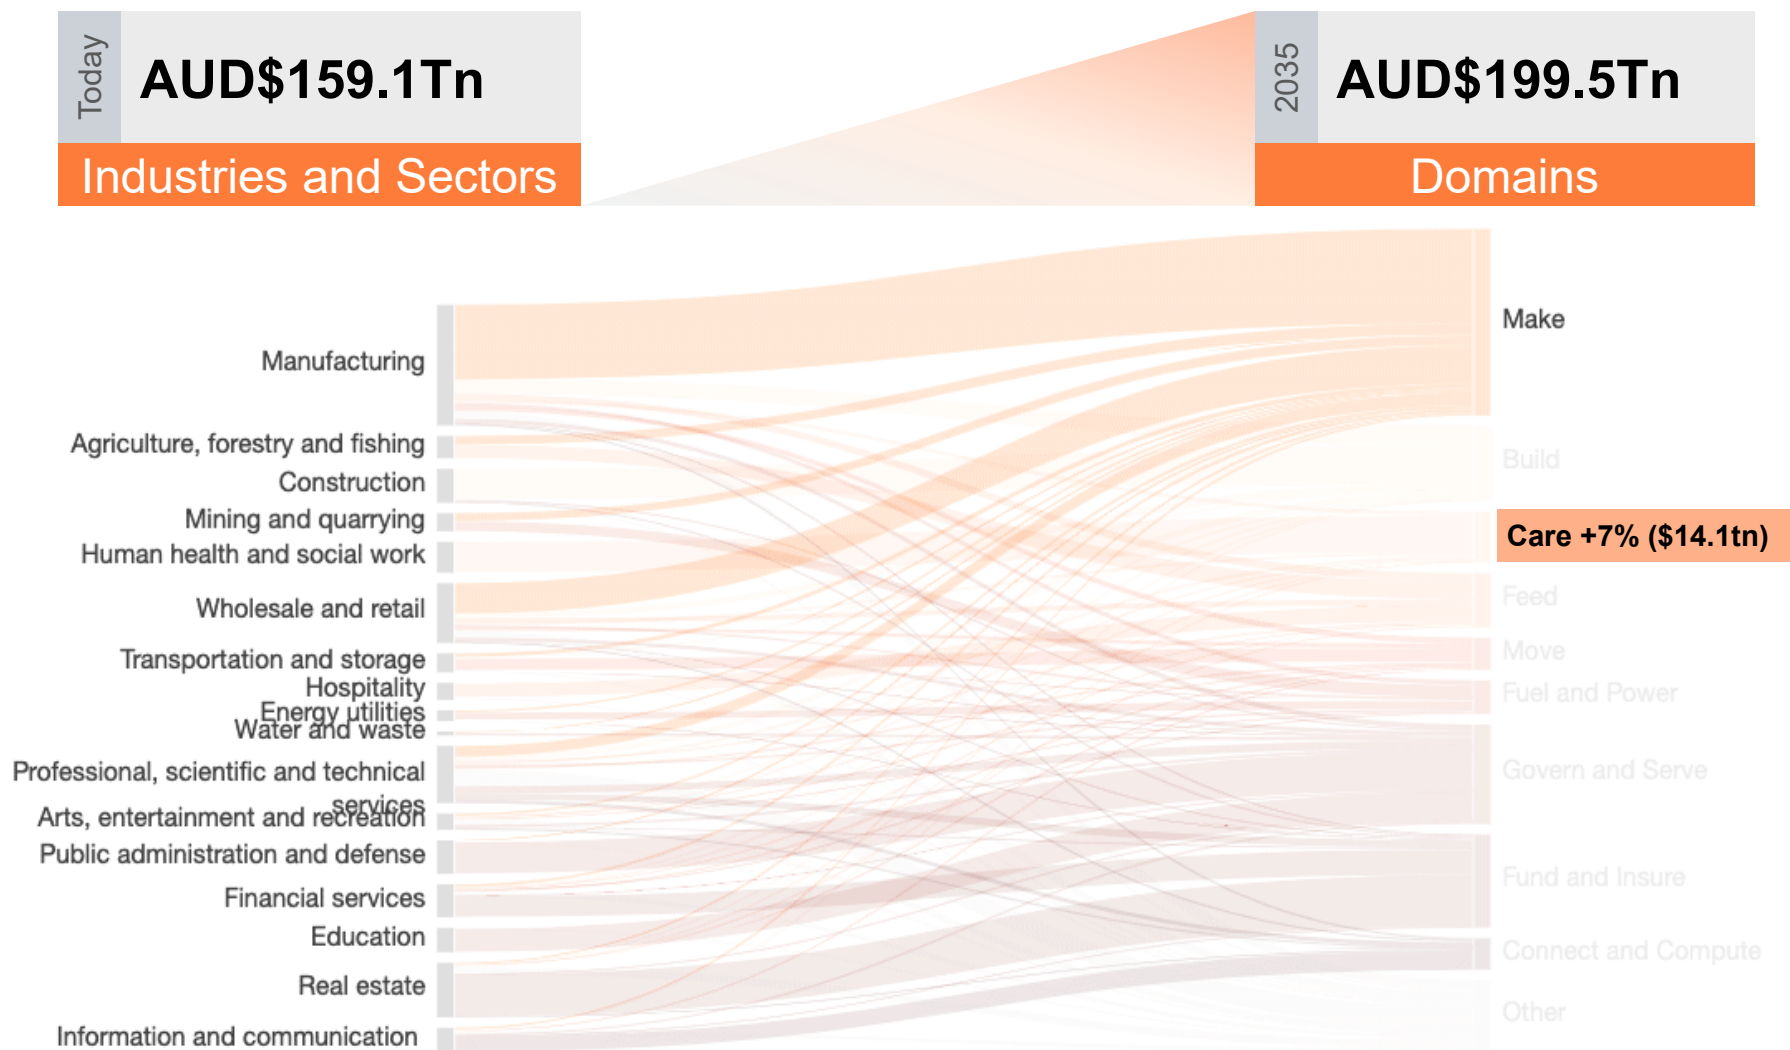 Today
AUD$159.1Tn
Industries and Sectors
2035
AUD$199.5Tn
Domains
Manufacturing
Agriculture, forestry and fishing
Construction
Mining and quarrying
Human health and social work
Wholesale and retail
Transportation and storage
Hospitality
Energy utilities
Water and waste
Professional, scientific and technical
services
Arts, entertainment and recreation
Public administration and defense
Financial services
Education
Real estate
Information and communication
Make
Build
Care +7% ($14.1tn)
Feed
Move
Fuel and Power
Govern and Serve
Fund and Insure
Connect and Compute
Other